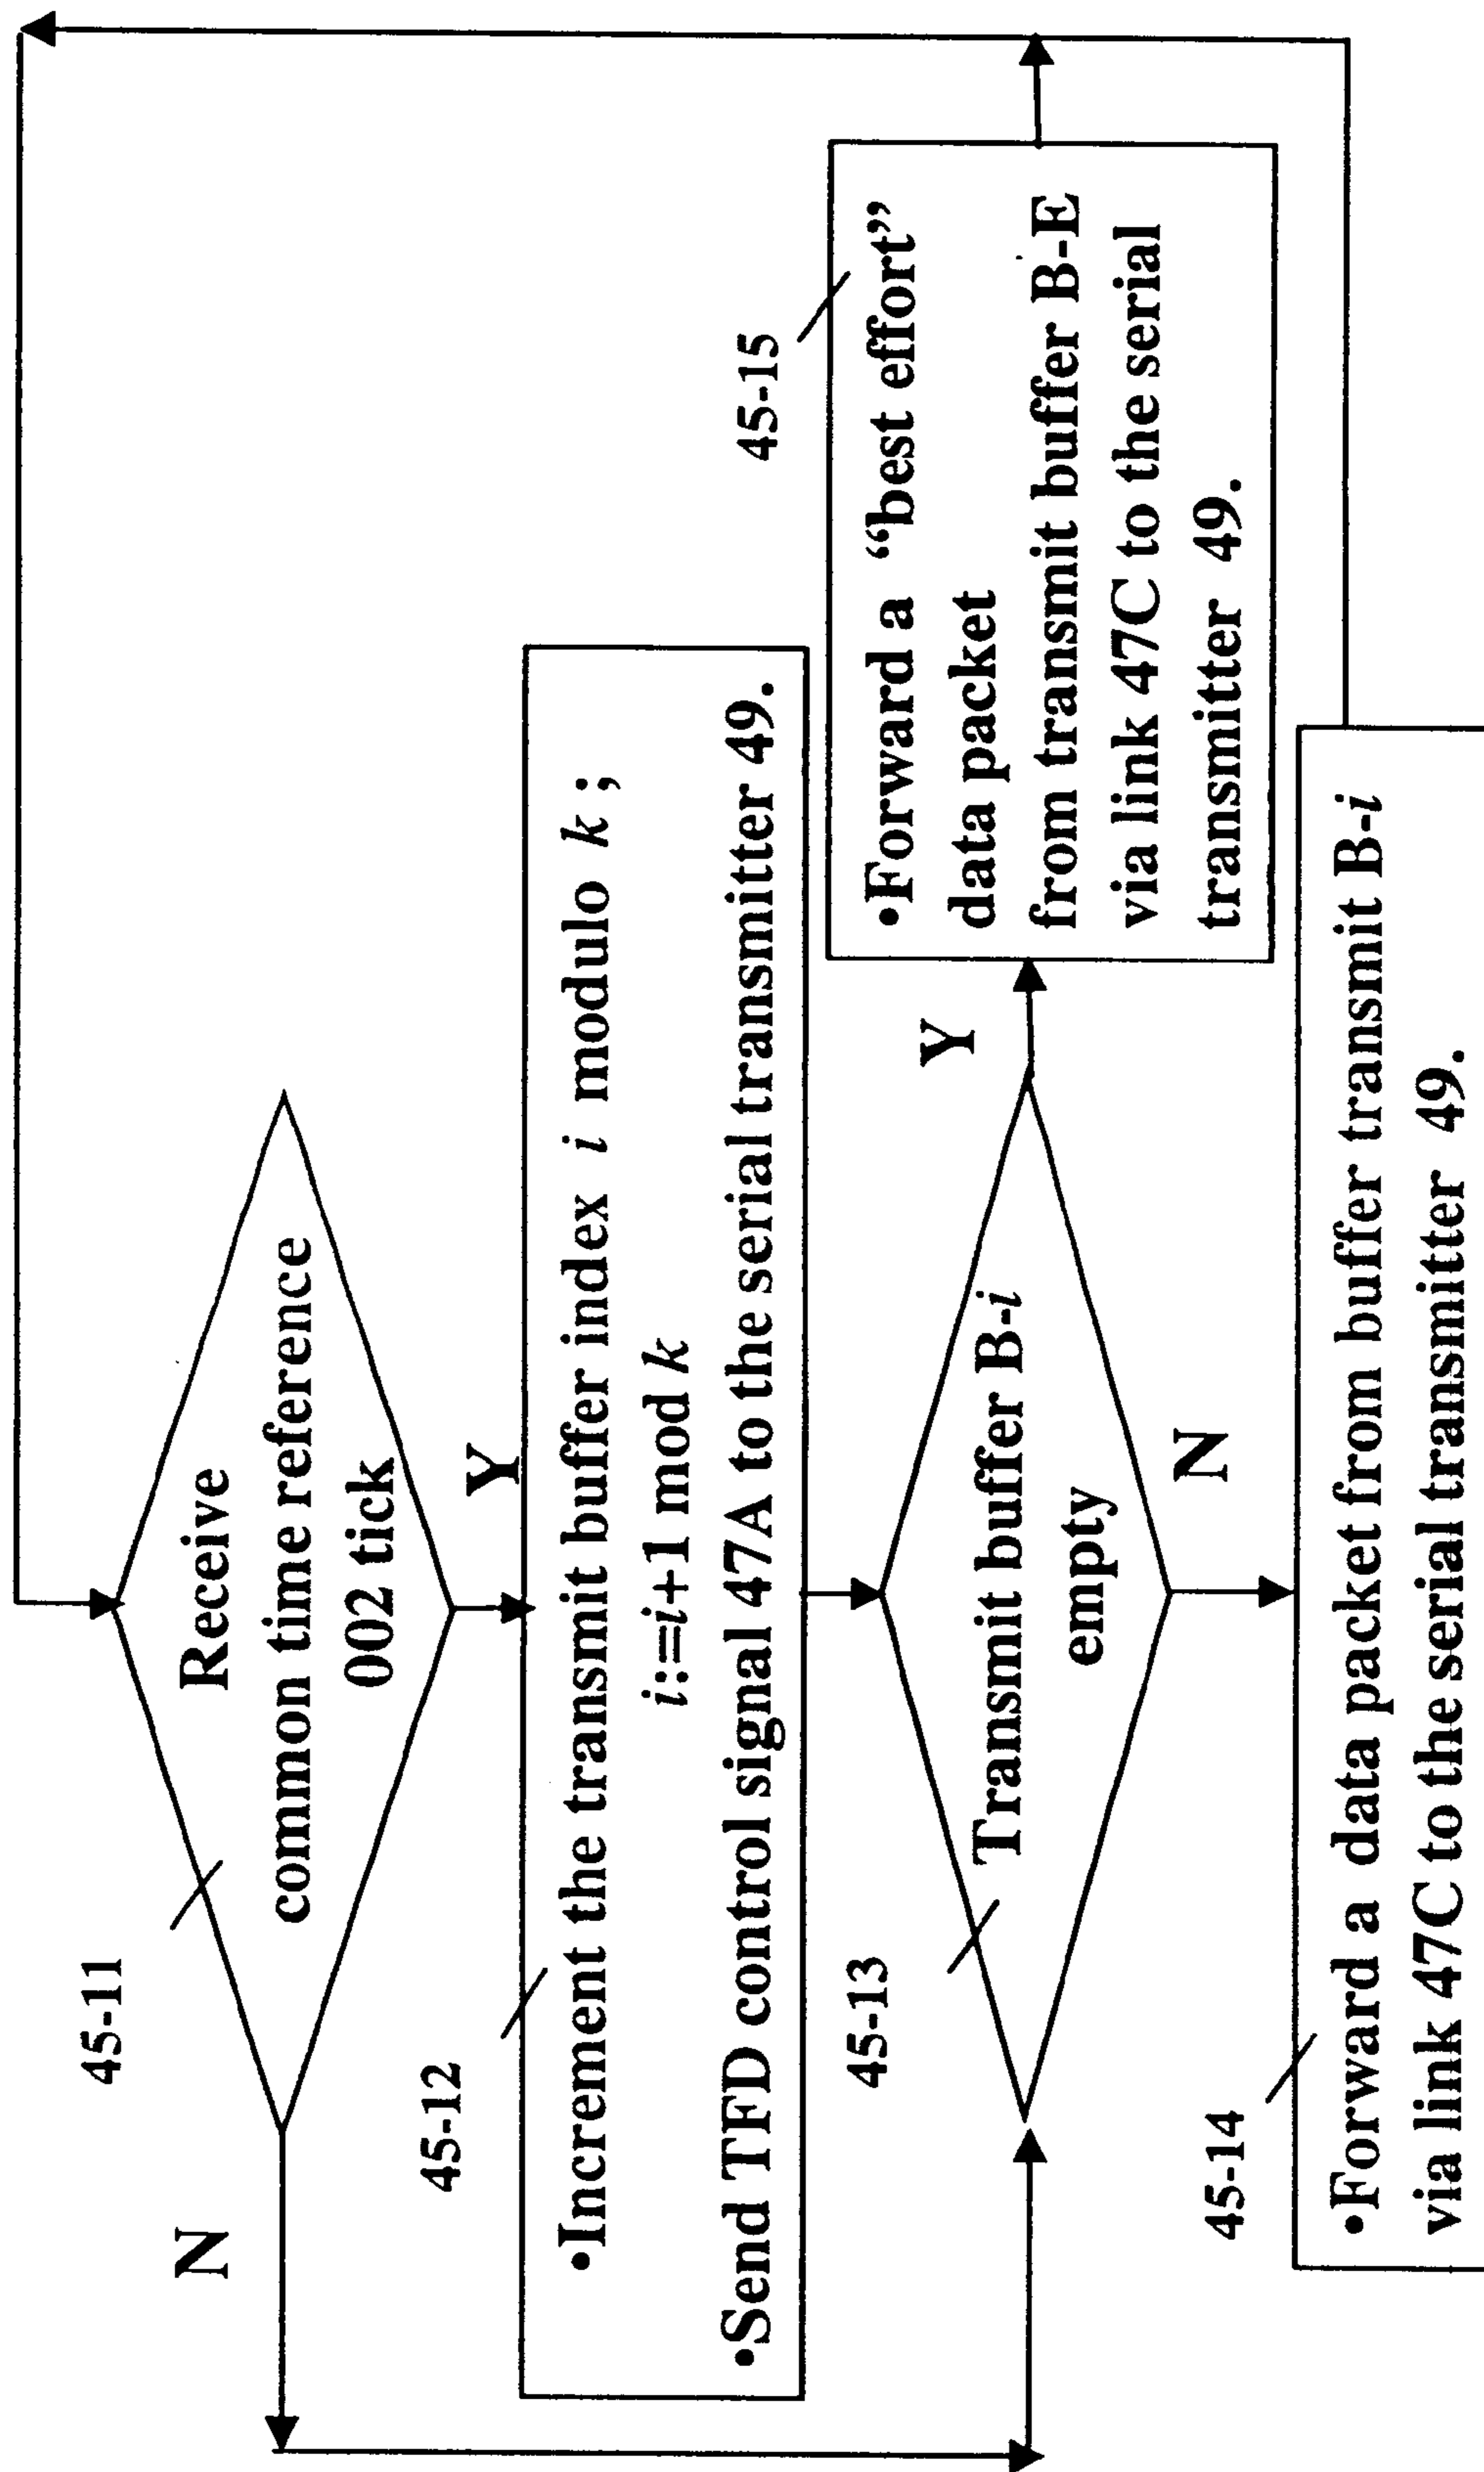 45-11
Receive
common time reference
002 tick
N
Y
45-12
•Increment the transmit buffer index i modulo k ;
i:=i+1 mod k
•Send TFD control signal 47A to the serial transmitter 49.
45-13
Transmit buffer B-i
empty
Y
N
45-15
•Forward a “best effort”
data packet
from transmit buffer B-E
via link 47C to the serial
transmitter 49.
45-14
•Forward a data packet from buffer transmit B-i
via link 47C to the serial transmitter 49.